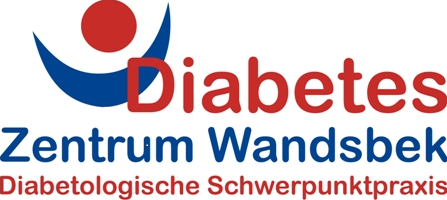 Diabetes
Zentrum Wandsbek
Diabetologische Schwerpunktpraxis